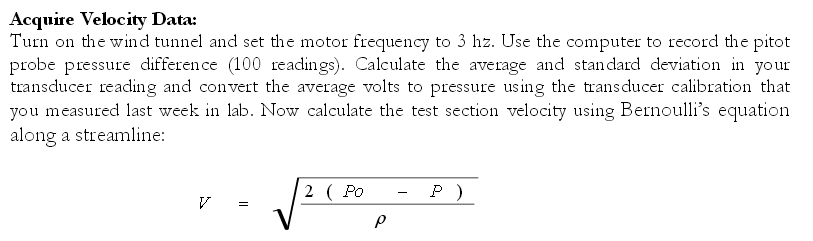 Acquire Velocity Data:
Turn on the wind tunnel and set the motor frequency to 3 hz. Use the computer to record the pitot
probe pressure difference (100 readings). Calculate the average and standard deviation in your
transducer reading and convert the average volts to pressure using the transducer calibration that
you measured last week in lab. Now calculate the test section velocity using Bernoulli's equation
along a streamline:
V = √ 2 ( Po − P )
ρ